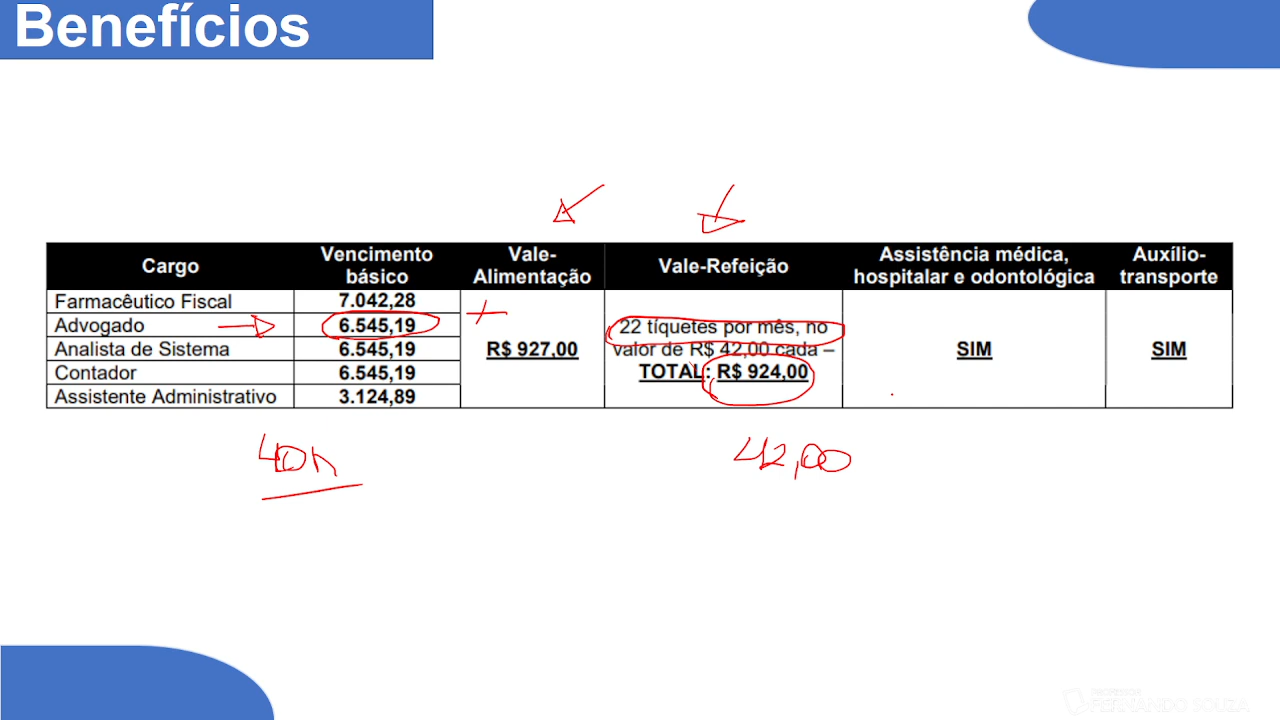 Benefícios
Cargo
Vencimento
básico
Vale-
Alimentação
Vale-Refeição
Assistência médica,
hospitalar e odontológica
Auxílio-
transporte
Farmacêutico Fiscal
7.042,28
Advogado
6.545,19
Analista de Sistema
6.545,19
Contador
6.545,19
Assistente Administrativo
3.124,89
+
R$ 927,00
22 tíquetes por mês, no
valor de R$ 42,00 cada –
TOTAL: R$ 924,00
SIM
SIM
40h
42,00
PROFESSOR
FERNANDO SOUZA